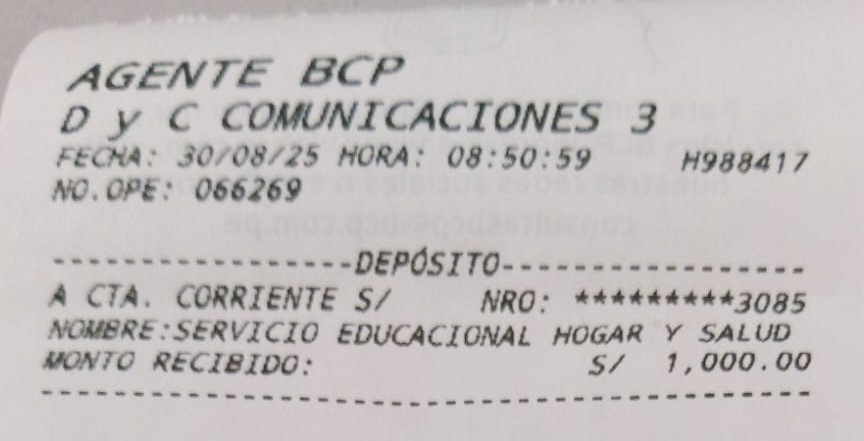 AGENTE BCP
D y C COMUNICACIONES 3
FECHA: 30/08/25 HORA: 08:50:59 H988417
NO.OPE: 066269
-----------------DEPÓSITO-----------------
A CTA. CORRIENTE S/ NRO: *********3085
NOMBRE:SERVICIO EDUCACIONAL HOGAR Y SALUD
MONTO RECIBIDO: S/ 1,000.00
------------------------------------------